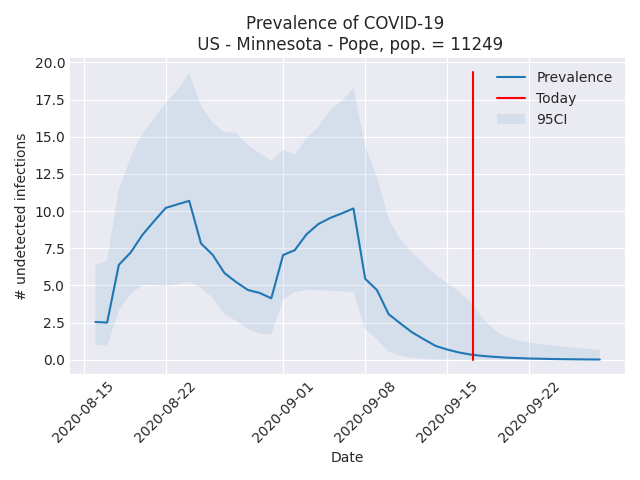 Prevalence of COVID-19
US - Minnesota - Pope, pop. = 11249
# undetected infections
20.0
17.5
15.0
12.5
10.0
7.5
5.0
2.5
0.0
Prevalence
Today
95CI
2020-08-15
2020-08-22
2020-09-01
2020-09-08
2020-09-15
2020-09-22
Date